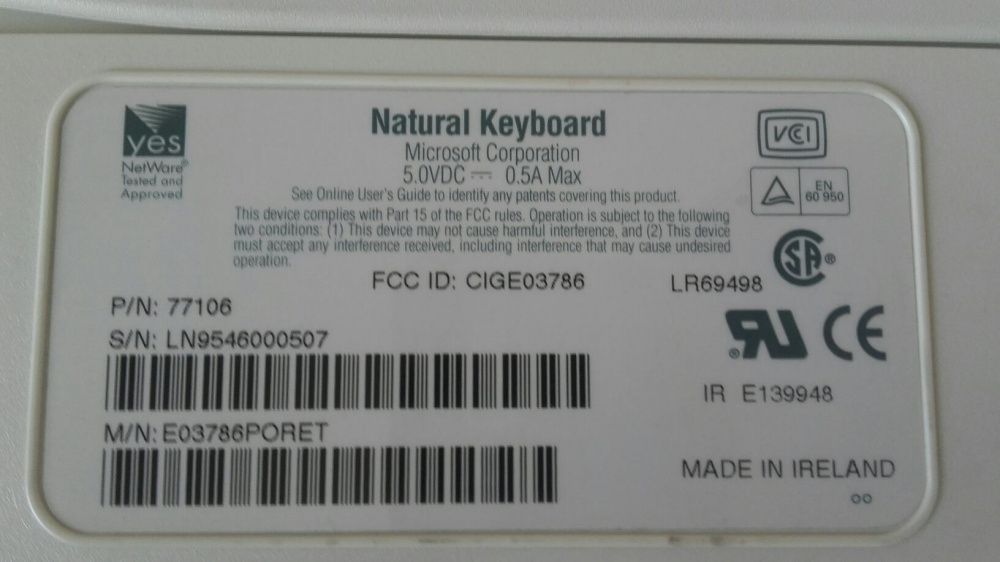 yes
NetWare®
Tested and
Approved
Natural Keyboard
Microsoft Corporation
5.0VDC ⎓ 0.5A Max
See Online User's Guide to identify any patents covering this product.
This device complies with Part 15 of the FCC rules. Operation is subject to the following
two conditions: (1) This device may not cause harmful interference, and (2) This device
must accept any interference received, including interference that may cause undesired
operation.
VCCI
EN
60 950
SA®
FCC ID: CIGE03786
LR69498
P/N: 77106
S/N: LN9546000507
RU® CE
IR E139948
M/N: E03786PORET
MADE IN IRELAND
OO